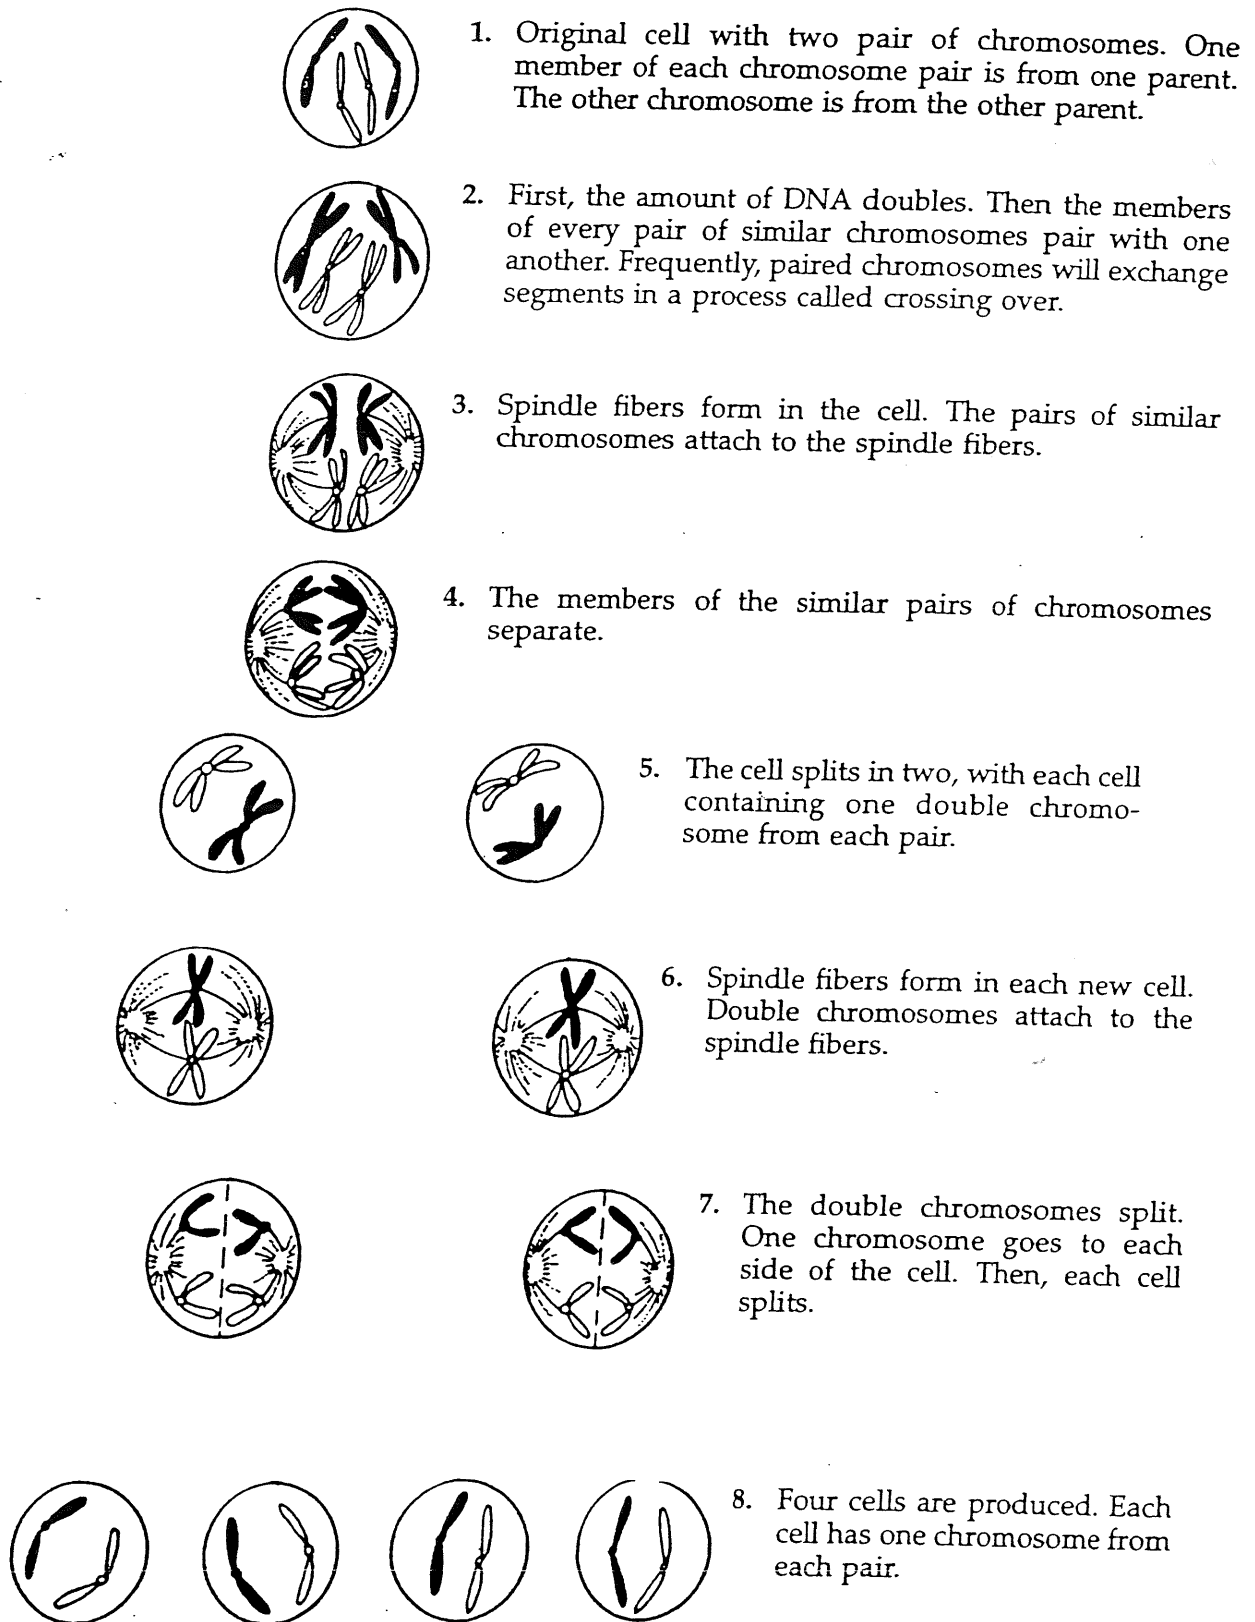 1. Original cell with two pair of chromosomes. One
member of each chromosome pair is from one parent.
The other chromosome is from the other parent.
2. First, the amount of DNA doubles. Then the members
of every pair of similar chromosomes pair with one
another. Frequently, paired chromosomes will exchange
segments in a process called crossing over.
3. Spindle fibers form in the cell. The pairs of similar
chromosomes attach to the spindle fibers.
4. The members of the similar pairs of chromosomes
separate.
5. The cell splits in two, with each cell
containing one double chromo-
some from each pair.
6. Spindle fibers form in each new cell.
Double chromosomes attach to the
spindle fibers.
7. The double chromosomes split.
One chromosome goes to each
side of the cell. Then, each cell
splits.
8. Four cells are produced. Each
cell has one chromosome from
each pair.